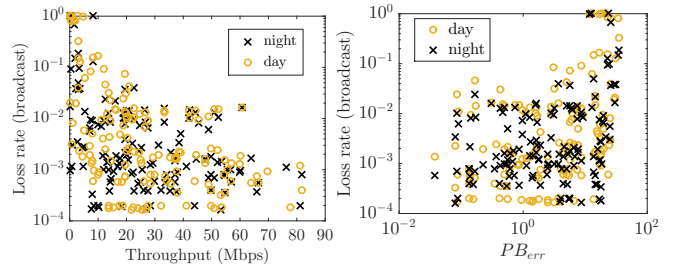 10^0
10^-1
10^-2
10^-3
10^-4
Loss rate (broadcast)
night
day
0 10 20 30 40 50 60 70 80 90
Throughput (Mbps)
10^0
10^-1
10^-2
10^-3
10^-4
Loss rate (broadcast)
day
night
10^-2 10^0 10^2
PB_err